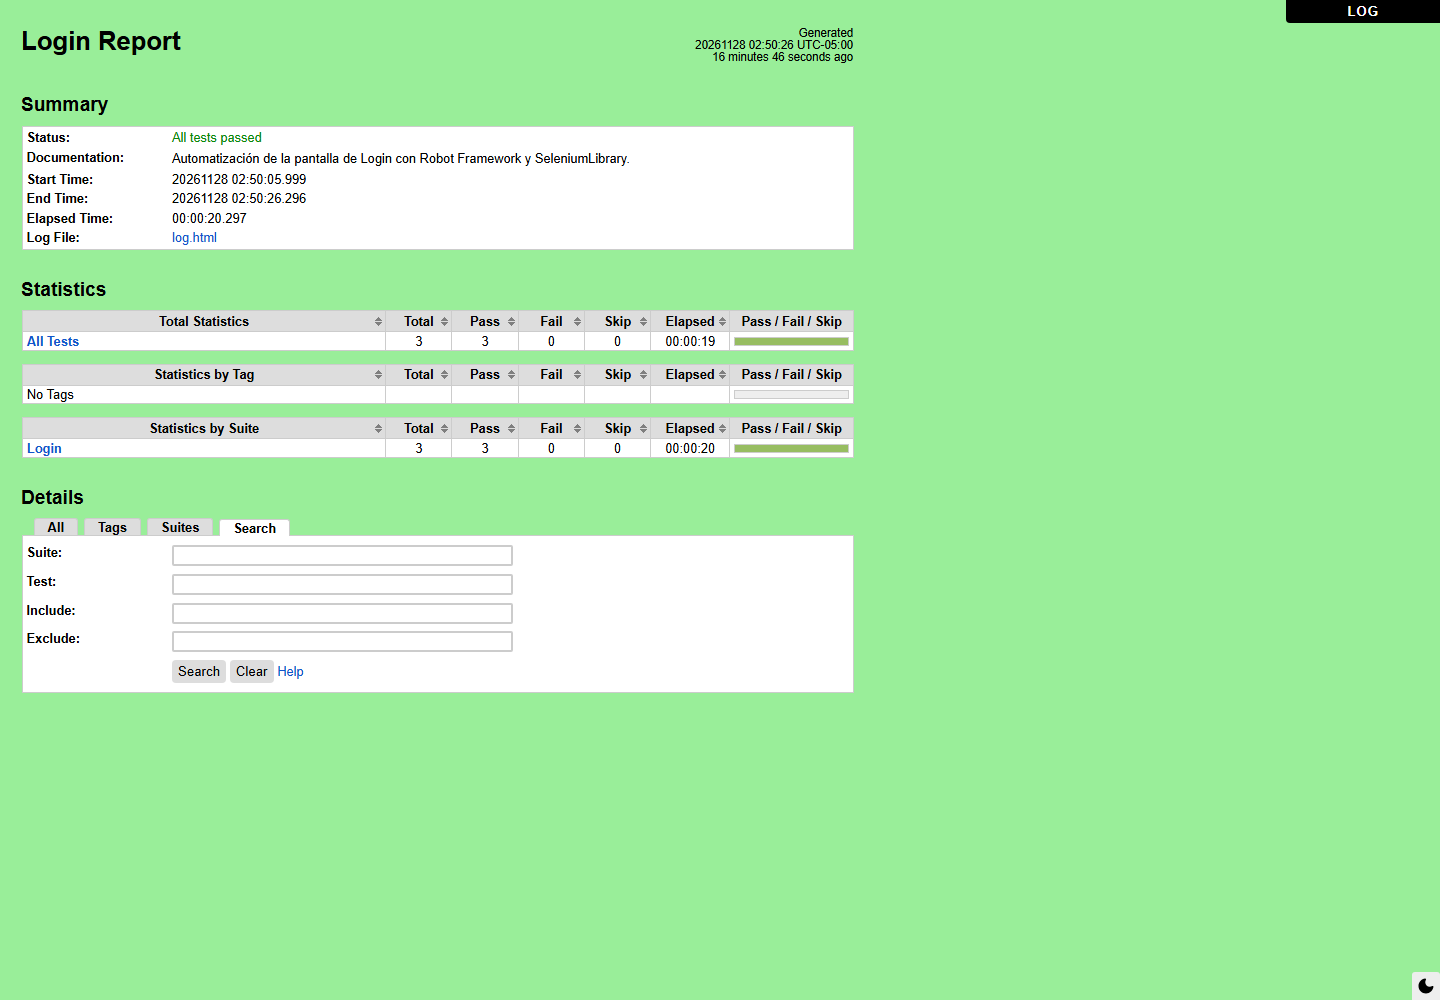 LOG
Login Report
Generated
20261128 02:50:26 UTC-05:00
16 minutes 46 seconds ago
Summary
Status: All tests passed
Documentation: Automatización de la pantalla de Login con Robot Framework y SeleniumLibrary.
Start Time: 20261128 02:50:05.999
End Time: 20261128 02:50:26.296
Elapsed Time: 00:00:20.297
Log File: log.html
Statistics
Total Statistics Total Pass Fail Skip Elapsed Pass / Fail / Skip
All Tests 3 3 0 0 00:00:19
Statistics by Tag Total Pass Fail Skip Elapsed Pass / Fail / Skip
No Tags
Statistics by Suite Total Pass Fail Skip Elapsed Pass / Fail / Skip
Login 3 3 0 0 00:00:20
Details
All Tags Suites Search
Suite:
Test:
Include:
Exclude:
Search Clear Help